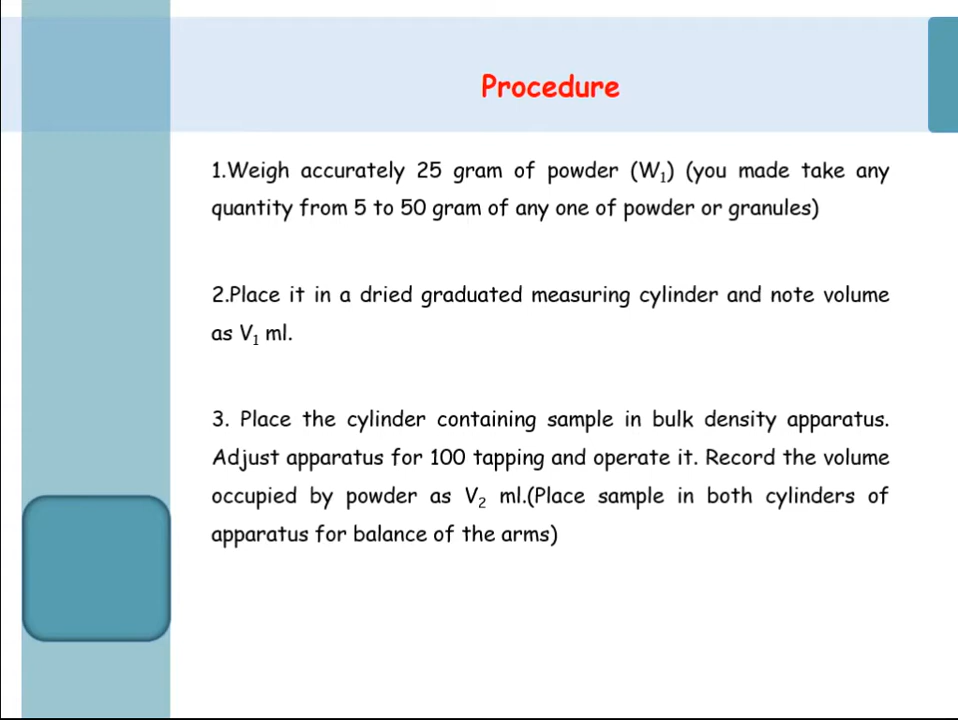 Procedure
1.Weigh accurately 25 gram of powder (W₁) (you made take any
quantity from 5 to 50 gram of any one of powder or granules)
2.Place it in a dried graduated measuring cylinder and note volume
as V₁ ml.
3. Place the cylinder containing sample in bulk density apparatus.
Adjust apparatus for 100 tapping and operate it. Record the volume
occupied by powder as V₂ ml.(Place sample in both cylinders of
apparatus for balance of the arms)